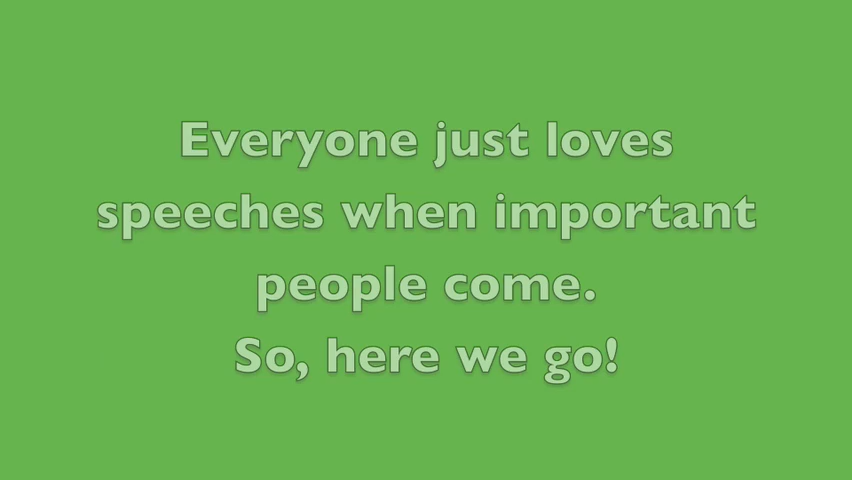 Everyone just loves
speeches when important
people come.
So, here we go!